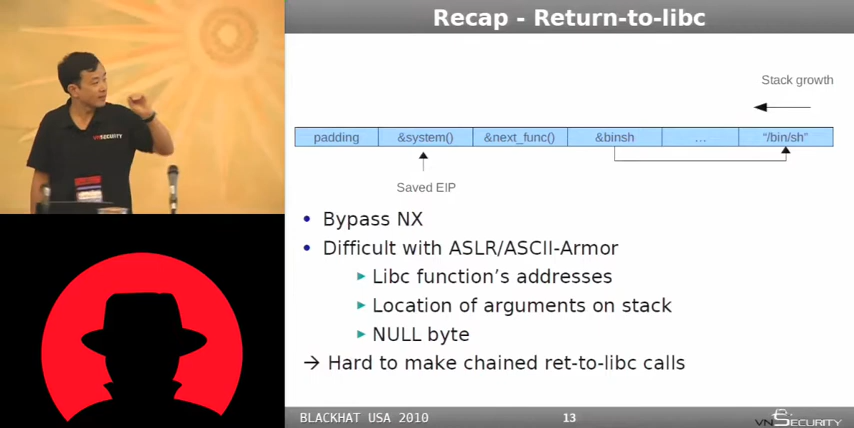 Recap - Return-to-libc
Stack growth
padding &system() &next_func() &binsh ... "/bin/sh"
Saved EIP
• Bypass NX
• Difficult with ASLR/ASCII-Armor
► Libc function's addresses
► Location of arguments on stack
► NULL byte
→ Hard to make chained ret-to-libc calls
BLACKHAT USA 2010 13 VNSECURITY
VNSECURITY